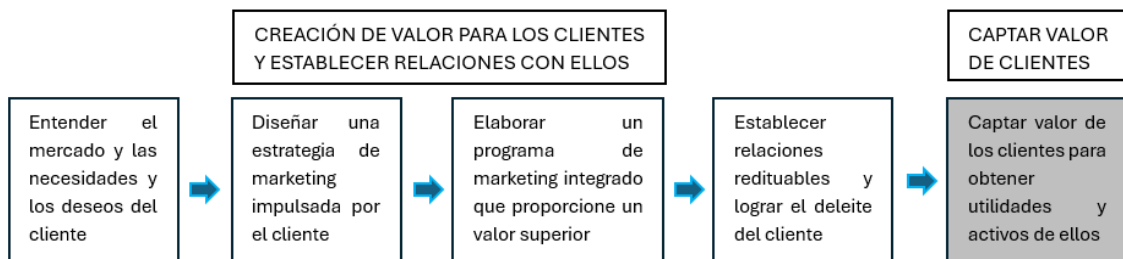 CREACIÓN DE VALOR PARA LOS CLIENTES
Y ESTABLECER RELACIONES CON ELLOS
CAPTAR VALOR
DE CLIENTES
Entender el
mercado y las
necesidades y
los deseos del
cliente
Diseñar una
estrategia de
marketing
impulsada por
el cliente
Elaborar un
programa de
marketing integrado
que proporcione un
valor superior
Establecer
relaciones
redituables y
lograr el deleite
del cliente
Captar valor de
los clientes para
obtener
utilidades y
activos de ellos